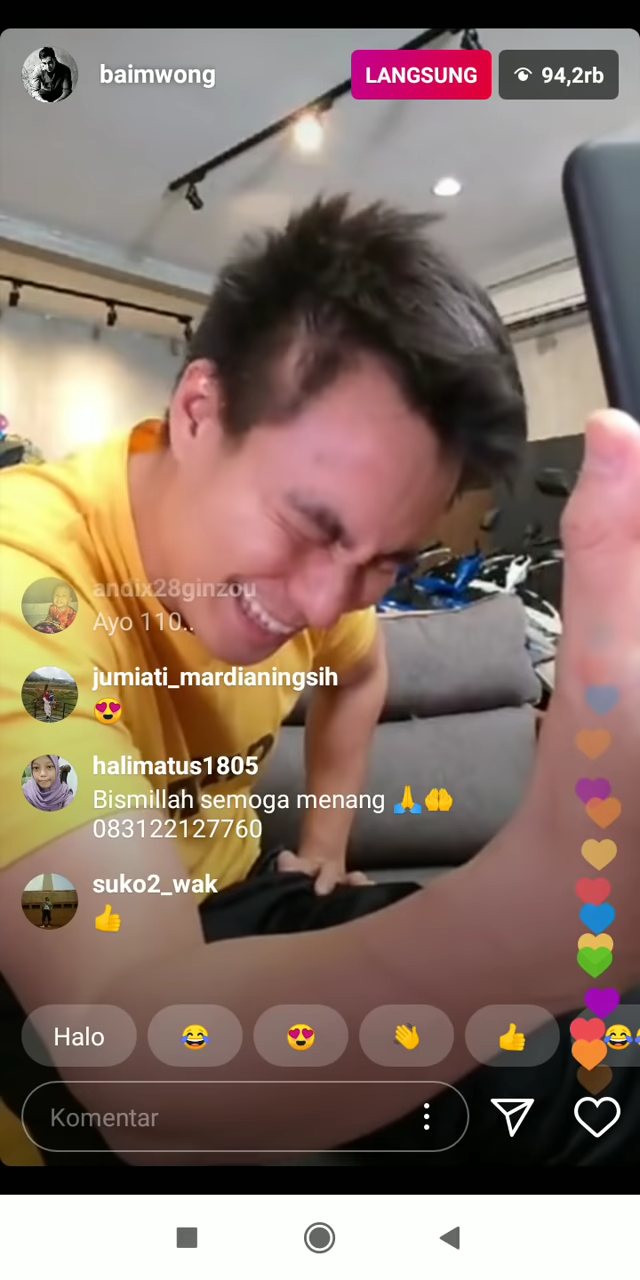 baimwong
LANGSUNG
94,2rb
andix28ginzou
Ayo 110..
jumiati_mardianingsih
😍
halimatus1805
Bismillah semoga menang 🙏🤲
083122127760
suko2_wak
👍
Halo 😂 😍 👋 👍 😂
Komentar